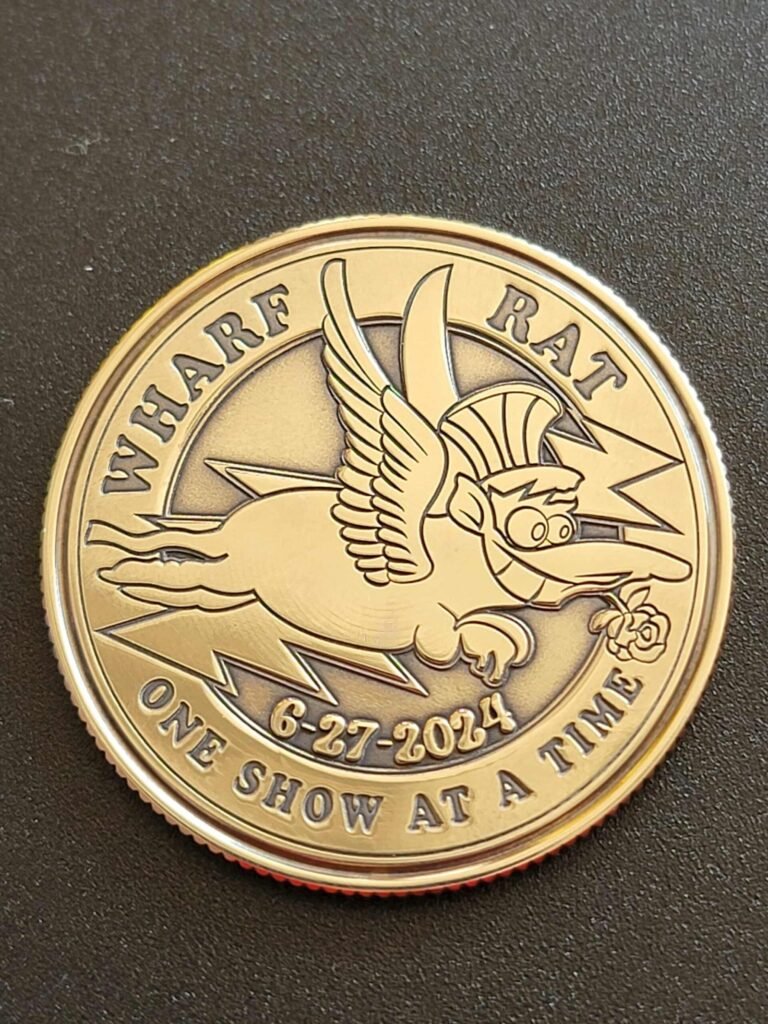 WHARF RAT
6-27-2024
ONE SHOW AT A TIME